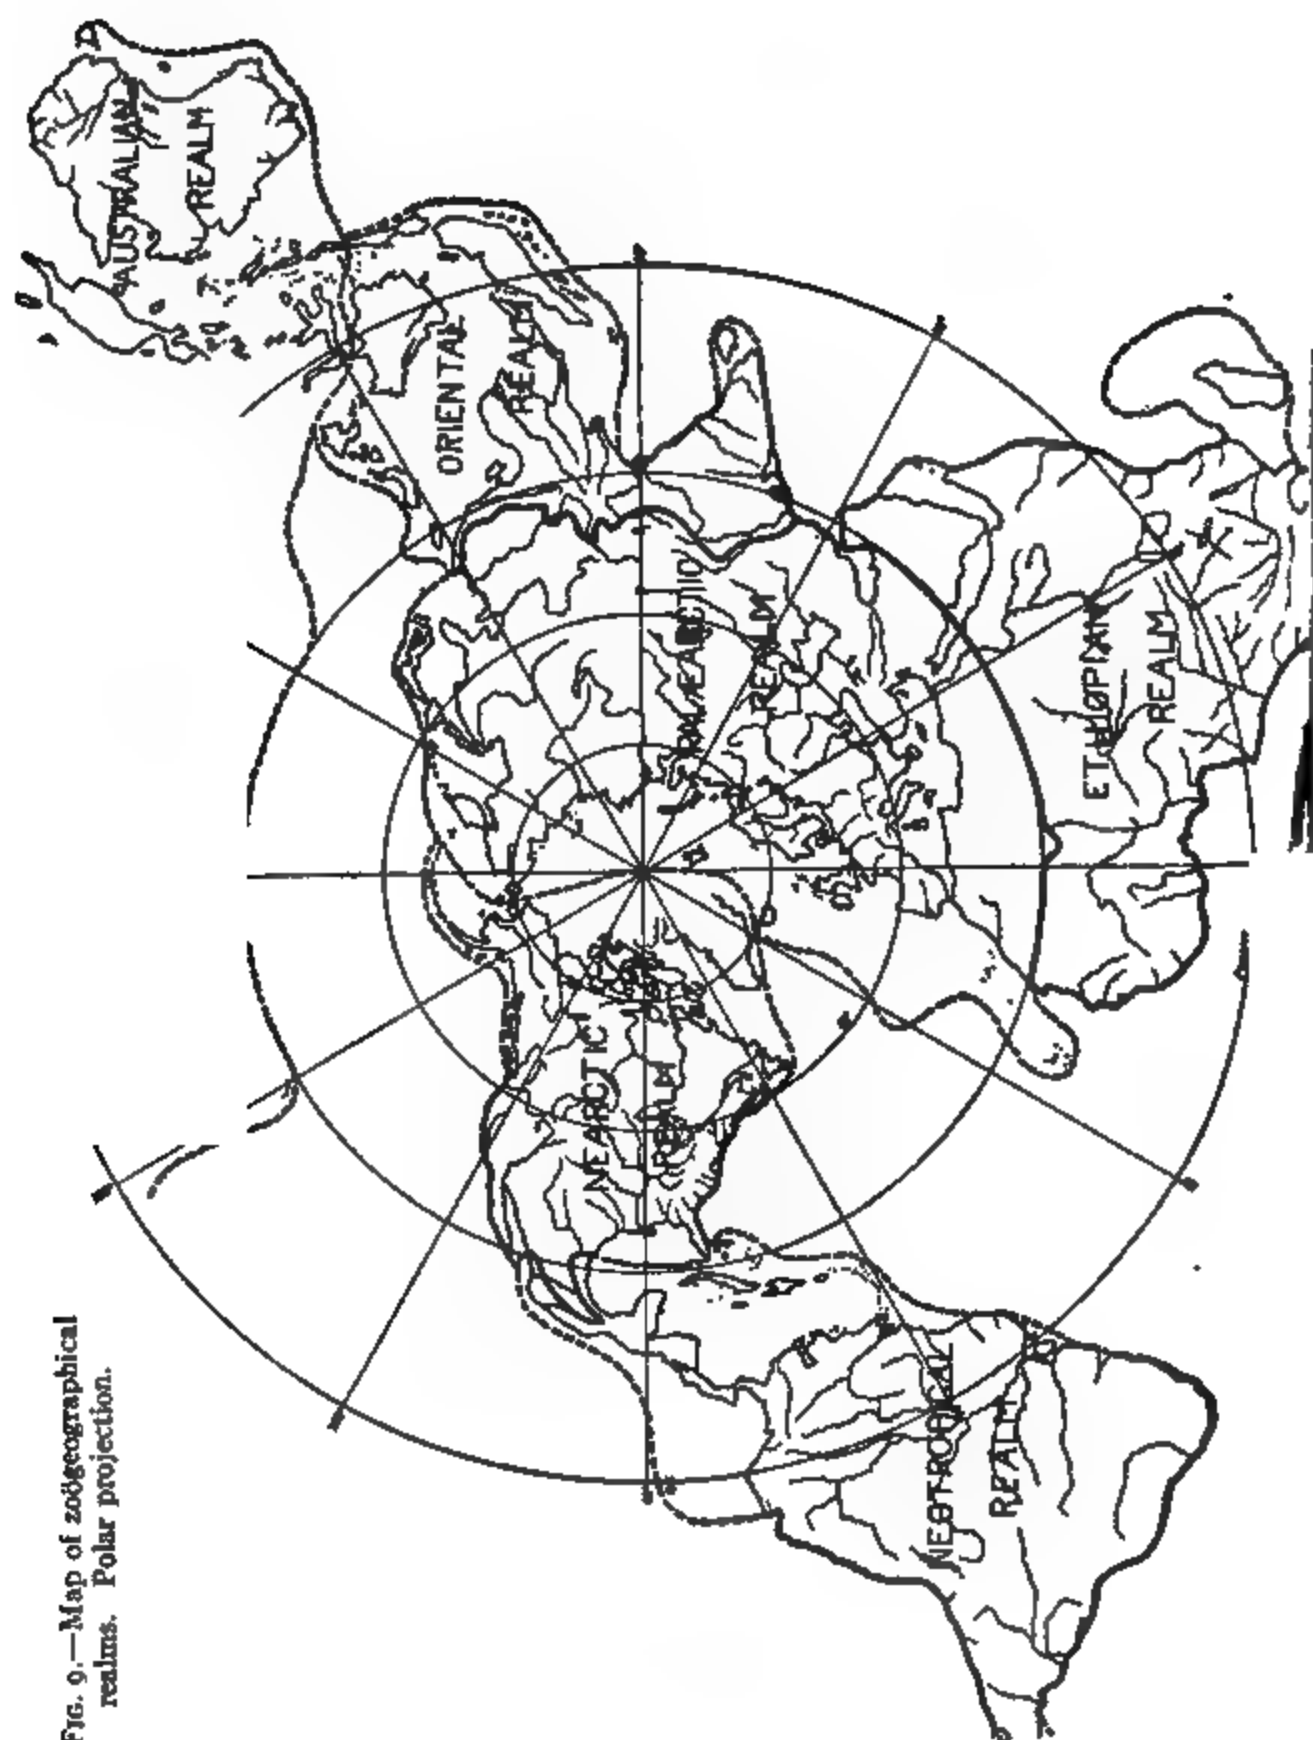 FIG. 9.—Map of zoögeographical
realms. Polar projection.
AUSTRALIAN
REALM
ORIENTAL
REALM
PALAEARCTIC
REALM
ETHIOPIAN
REALM
NEARCTIC
REALM
NEOTROPICAL
REALM